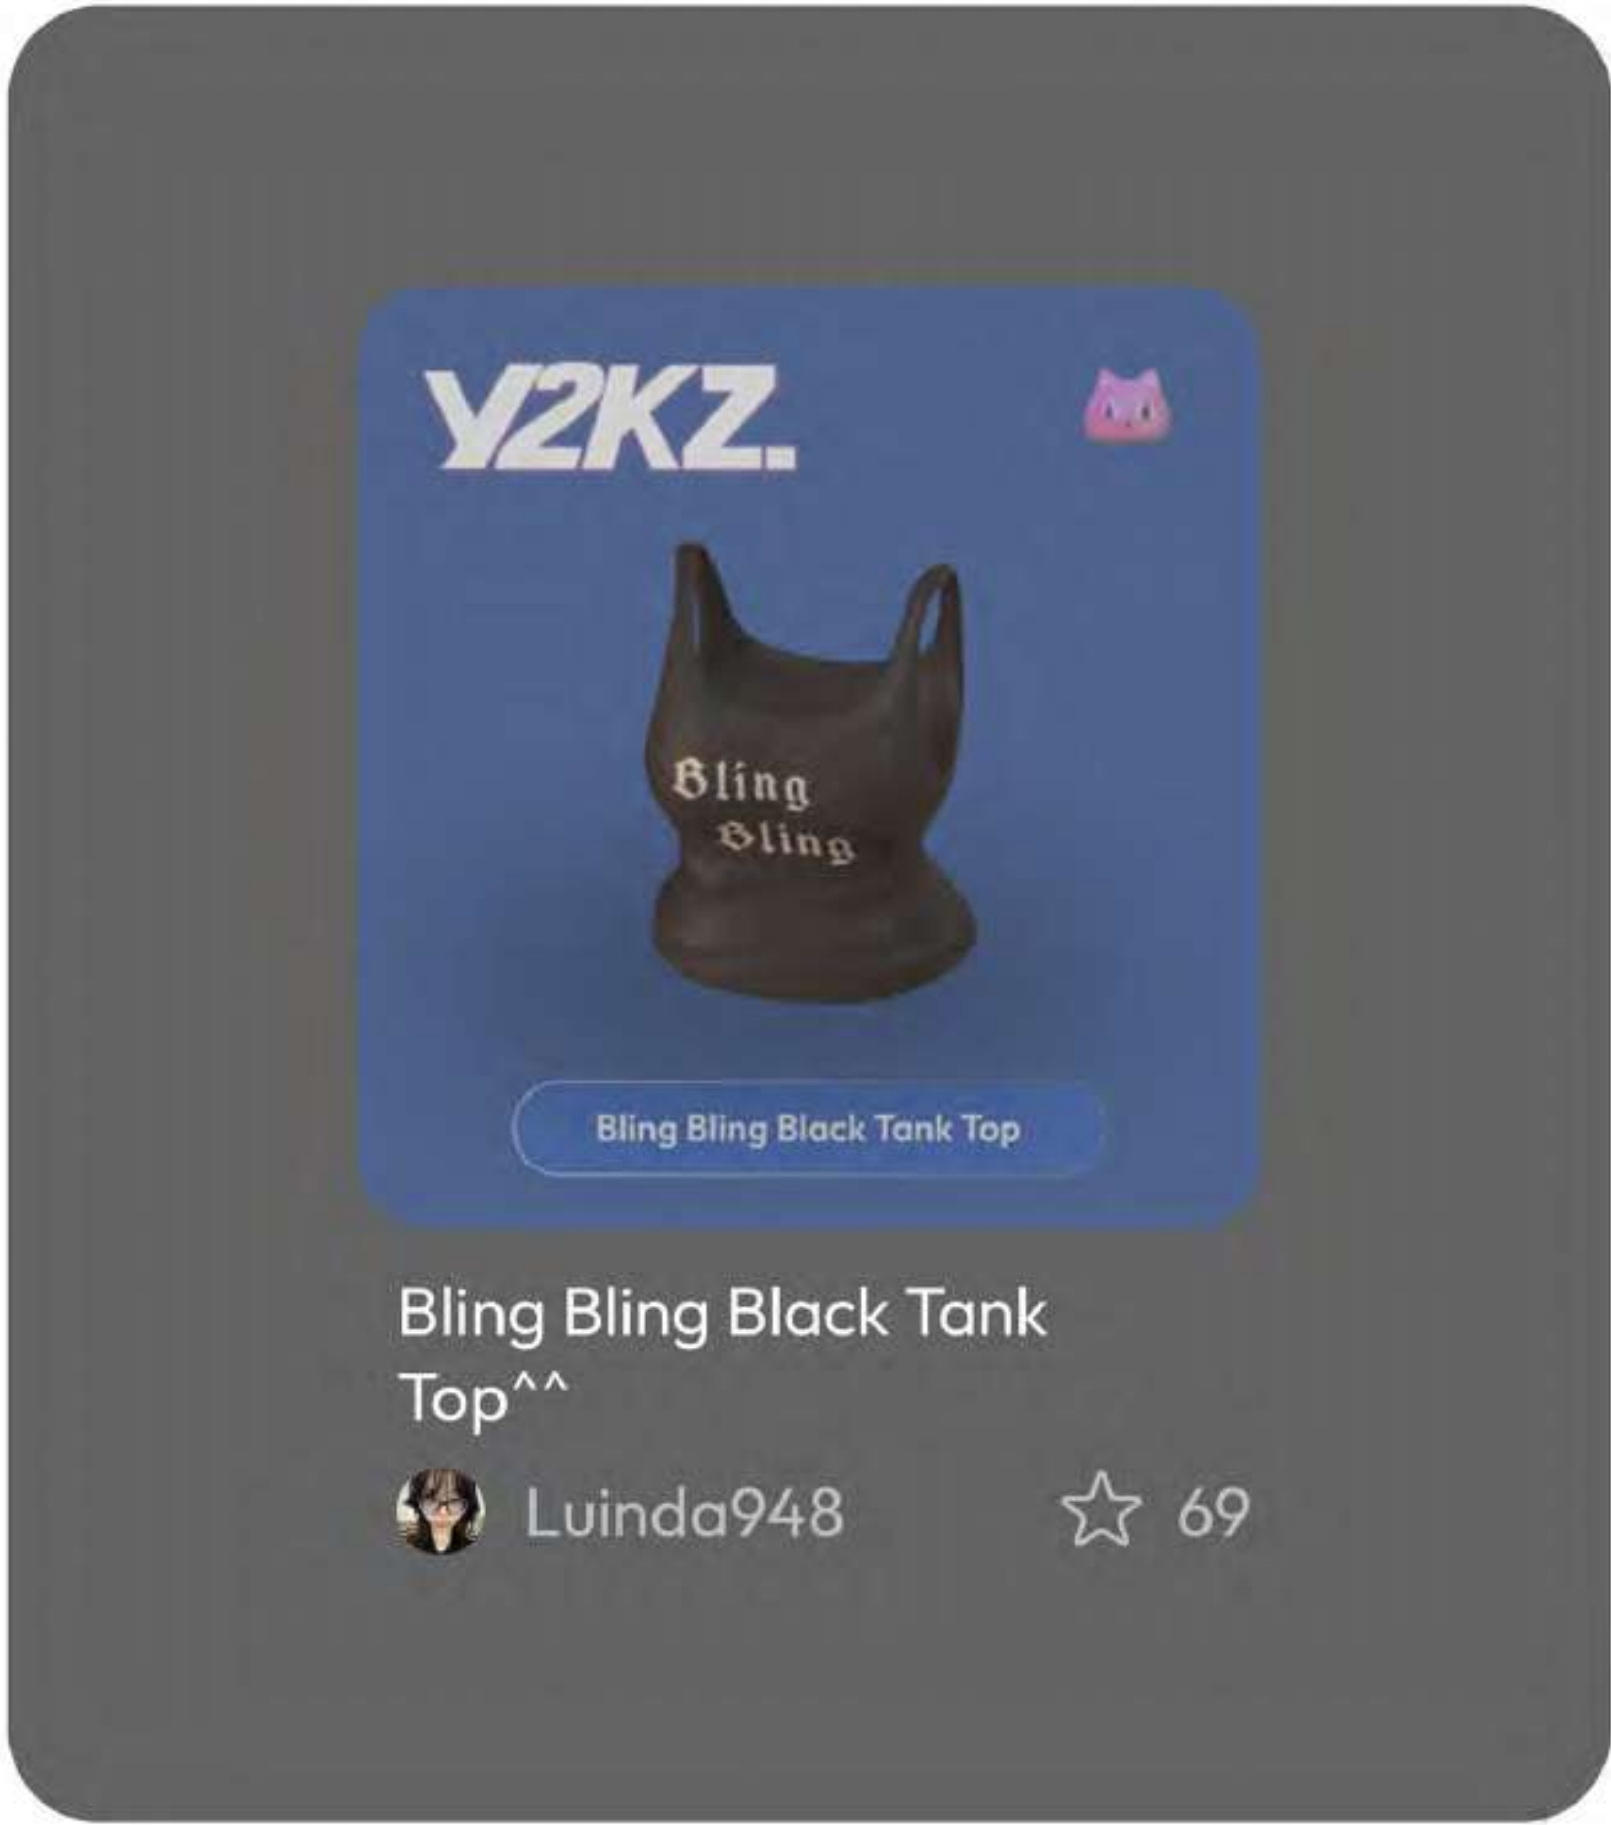 Y2KZ.
Bling
Bling
Bling Bling Black Tank Top
Bling Bling Black Tank
Top^^
Luinda948
69